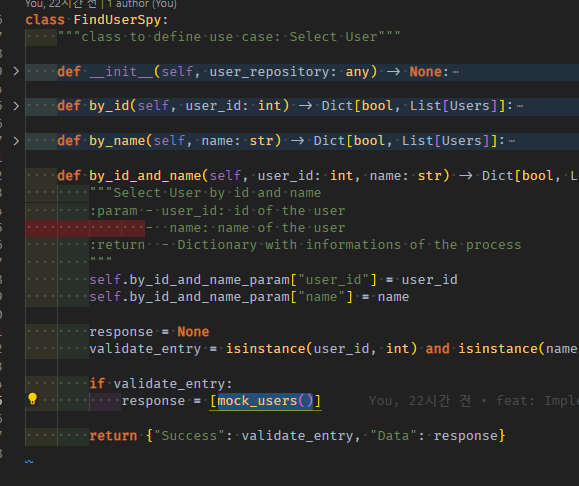 You, 22시간 전 | 1 author (You)
class FindUserSpy:
"""class to define use case: Select User"""
def __init__(self, user_repository: any) -> None:…
def by_id(self, user_id: int) -> Dict[bool, List[Users]]:…
def by_name(self, name: str) -> Dict[bool, List[Users]]:…
def by_id_and_name(self, user_id: int, name: str) -> Dict[bool, L
"""Select User by id and name
:param - user_id: id of the user
- name: name of the user
:return - Dictionary with informations of the process
"""
self.by_id_and_name_param["user_id"] = user_id
self.by_id_and_name_param["name"] = name
response = None
validate_entry = isinstance(user_id, int) and isinstance(name
if validate_entry:
response = [mock_users()] You, 22시간 전 • feat: Imple
return {"Success": validate_entry, "Data": response}